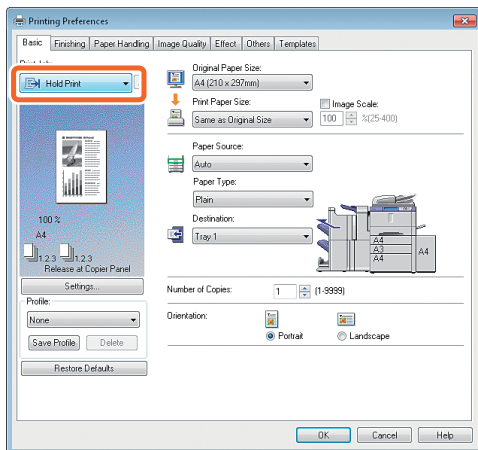 Printing Preferences
Basic Finishing Paper Handling Image Quality Effect Others Templates
Hold Print
100 %
A4
1.2.3 1.2.3
Release at Copier Panel
Settings...
Profile:
None
Save Profile Delete
Restore Defaults
Original Paper Size:
A4 (210 x 297mm)
Print Paper Size:
Same as Original Size
Image Scale:
100 %(25-400)
Paper Source:
Auto
Paper Type:
Plain
Destination:
Tray 1
A4
A3
A4
A4
Number of Copies: 1 (1-9999)
Orientation:
Portrait Landscape
OK Cancel Help